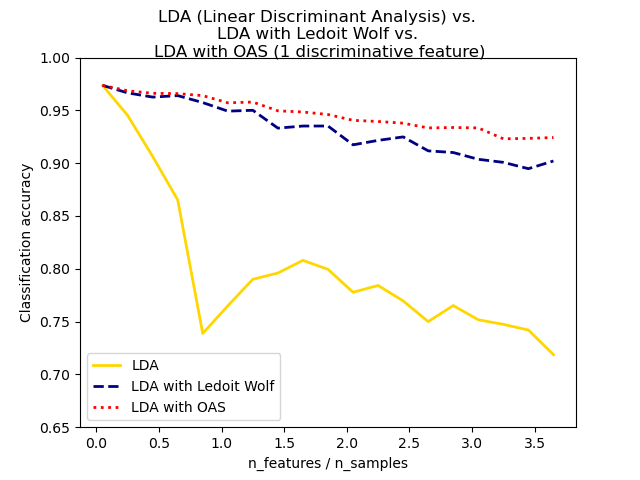 LDA (Linear Discriminant Analysis) vs.
LDA with Ledoit Wolf vs.
LDA with OAS (1 discriminative feature)
1.00
0.95
0.90
0.85
0.80
0.75
0.70
0.65
Classification accuracy
LDA
LDA with Ledoit Wolf
LDA with OAS
0.0 0.5 1.0 1.5 2.0 2.5 3.0 3.5
n_features / n_samples